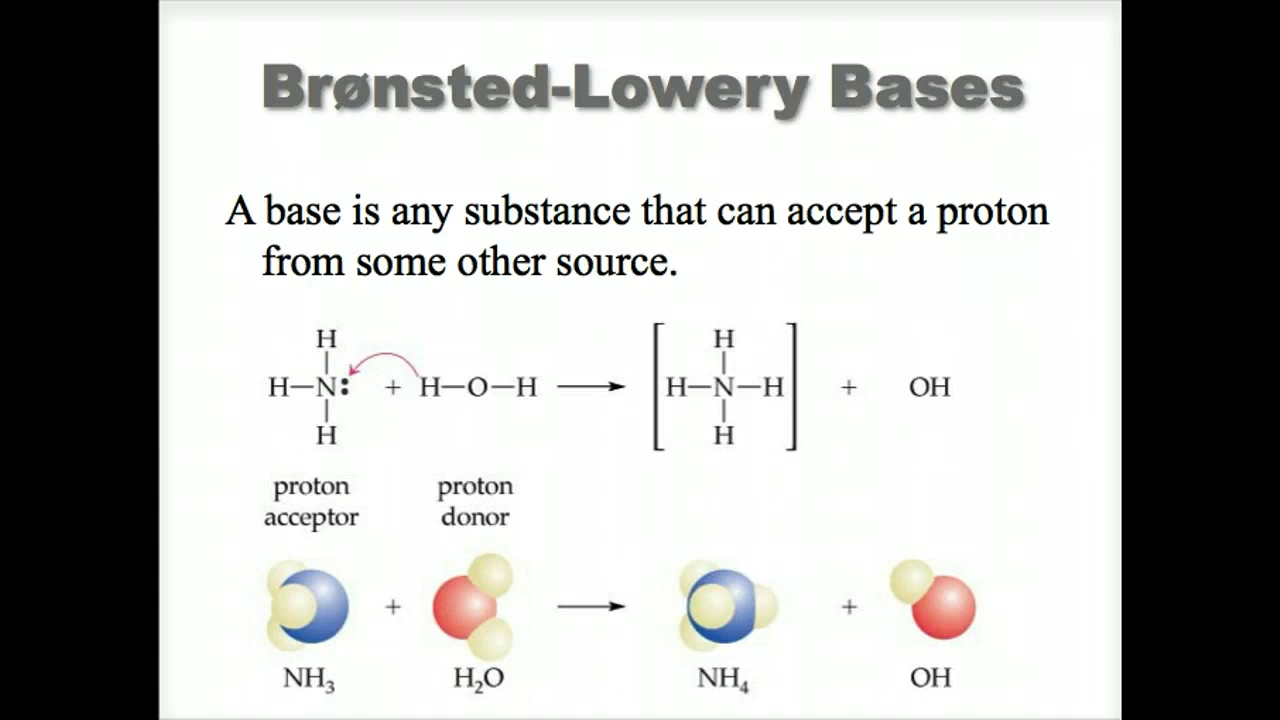 Brønsted-Lowery Bases
A base is any substance that can accept a proton
from some other source.
H H
H—N: + H—O—H ⟶ [H—N—H] + OH
H H
proton proton
acceptor donor
+ ⟶ +
NH₃ H₂O NH₄ OH